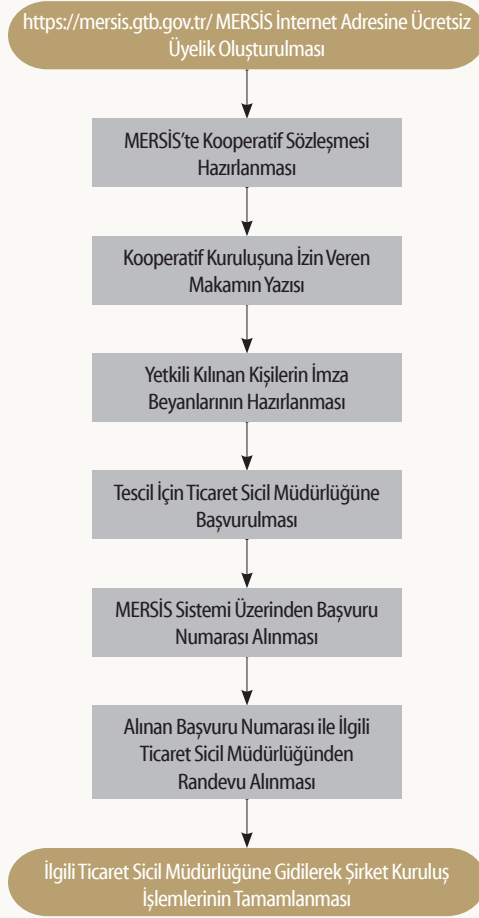 https://mersis.gtb.gov.tr/ MERSİS İnternet Adresine Ücretsiz
Üyelik Oluşturulması
MERSİS'te Kooperatif Sözleşmesi
Hazırlanması
Kooperatif Kuruluşuna İzin Veren
Makamın Yazısı
Yetkili Kılınan Kişilerin İmza
Beyanlarının Hazırlanması
Tescil İçin Ticaret Sicil Müdürlüğüne
Başvurulması
MERSİS Sistemi Üzerinden Başvuru
Numarası Alınması
Alınan Başvuru Numarası ile İlgili
Ticaret Sicil Müdürlüğünden
Randevu Alınması
İlgili Ticaret Sicil Müdürlüğüne Gidilerek Şirket Kuruluş
İşlemlerinin Tamamlanması